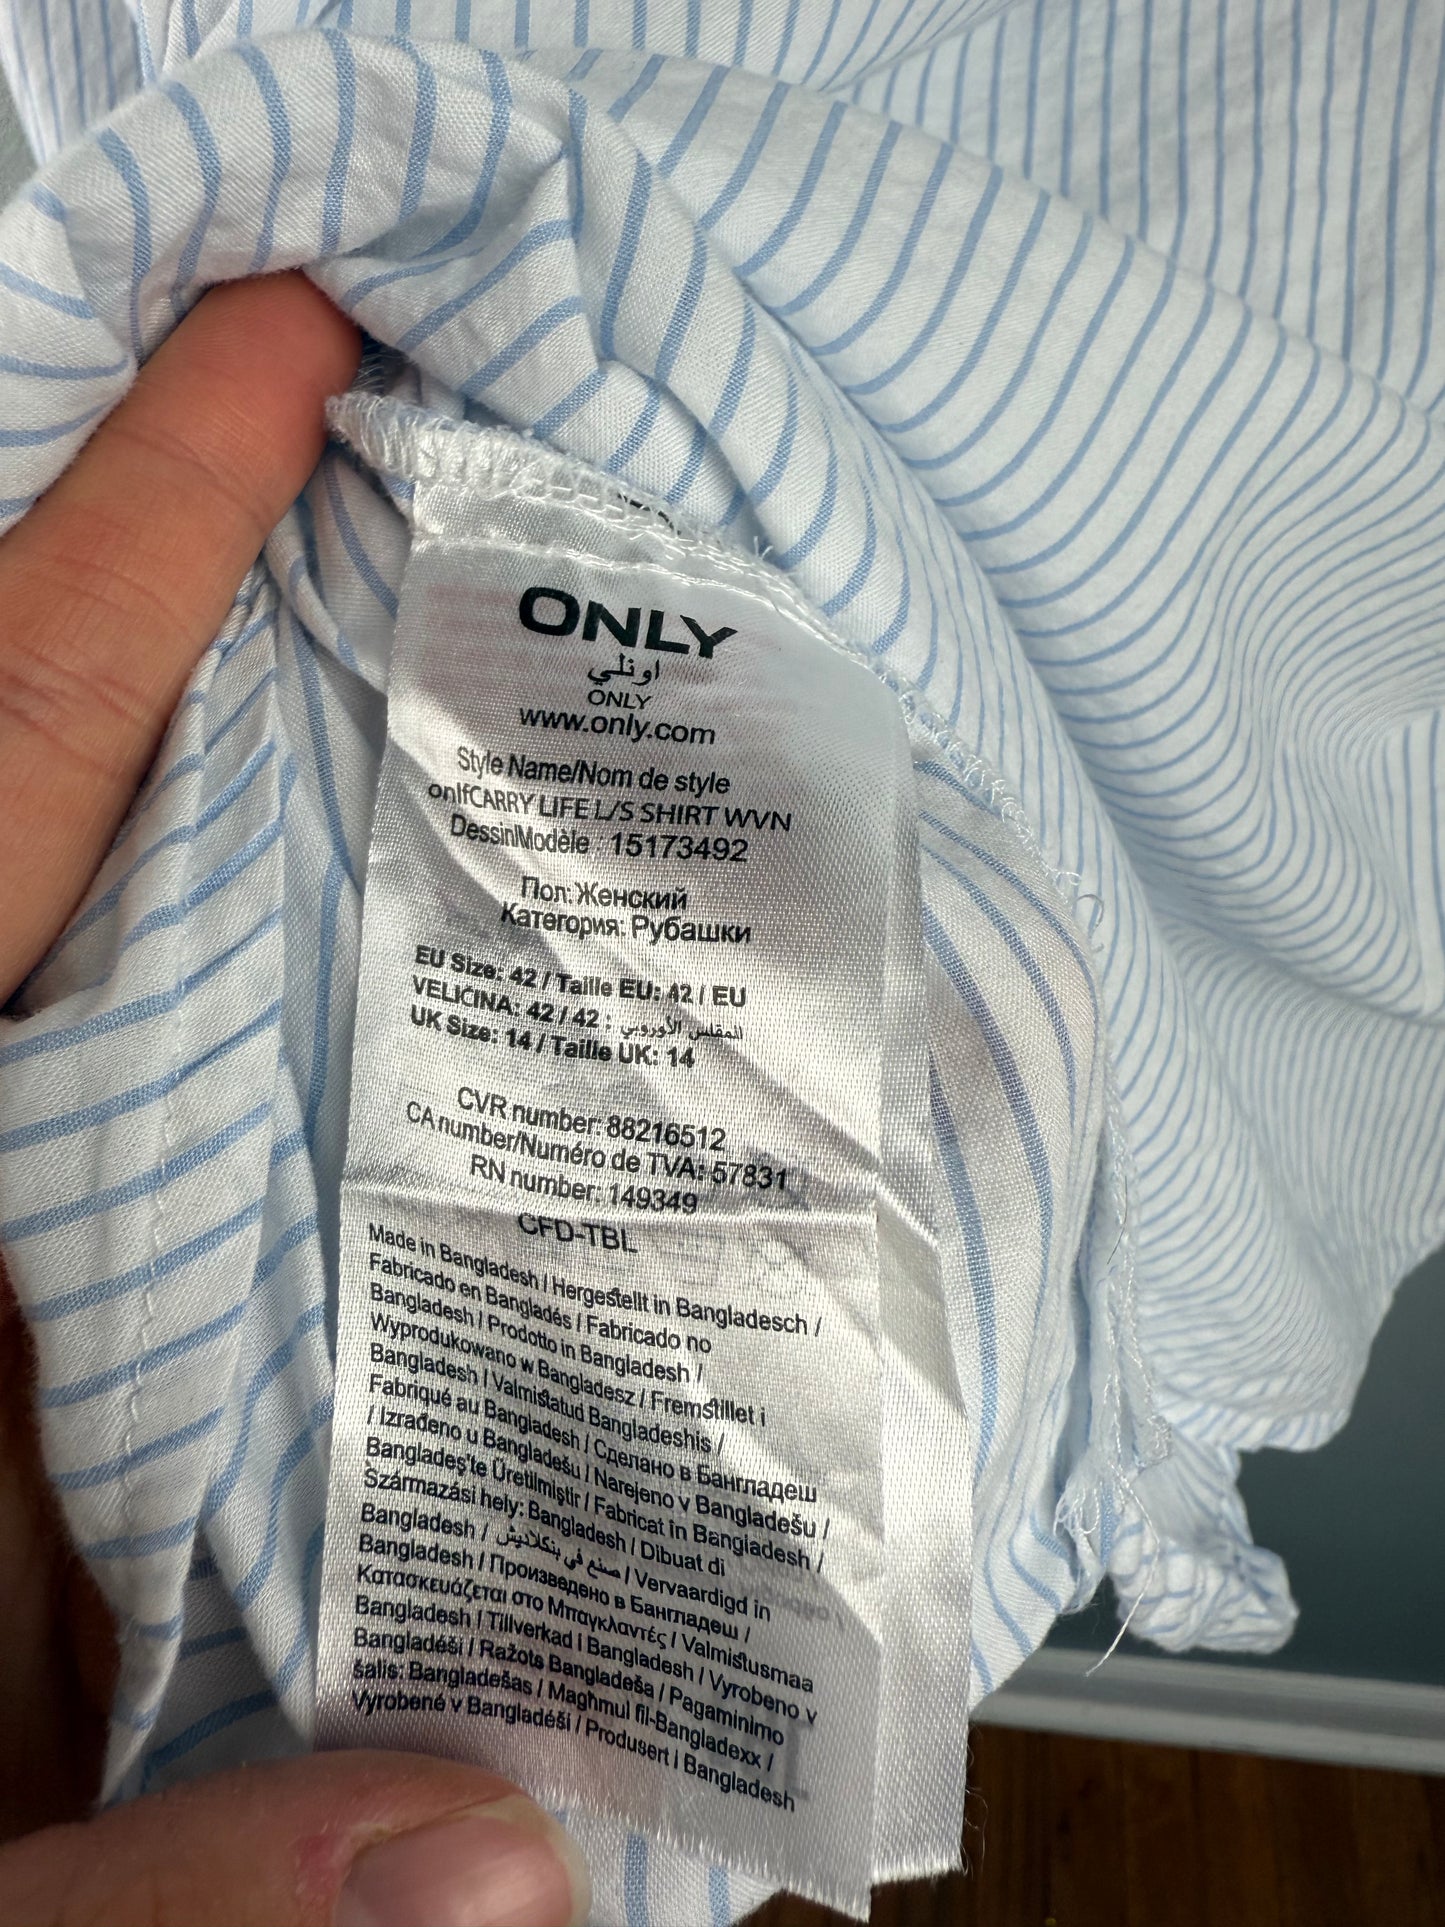 ONLY
اونلي
ONLY
www.only.com
Style Name/Nom de style
onlfCARRY LIFE L/S SHIRT WVN
Dessin\Modèle : 15173492
Пол: Женский
Категория: Рубашки
EU Size: 42 / Taille EU: 42 / EU
VELICINA: 42 / 42 : المقاس الأوروبي
UK Size: 14 / Taille UK: 14
CVR number: 88216512
CA number/Numéro de TVA: 57831
RN number: 149349
CFD-TBL
Made in Bangladesh / Hergestellt in Bangladesch /
Fabricado en Bangladés / Fabricado no
Bangladesh / Prodotto in Bangladesh /
Wyprodukowano w Bangladesz / Fremstillet i
Bangladesh / Valmistatud Bangladeshis /
Fabriqué au Bangladesh / Сделано в Бангладеш
/ Izrađeno u Bangladešu / Narejeno v Bangladešu /
Bangladeş'te Üretilmiştir / Fabricat în Bangladesh /
Származási hely: Bangladesh / Dibuat di
Bangladesh / صنع في بنكلاديش / Vervaardigd in
Bangladesh / Произведено в Бангладеш /
Κατασκευάζεται στο Μπαγκλαντές / Valmistusmaa
Bangladesh / Tillverkad i Bangladesh / Vyrobeno v
Bangladéši / Ražots Bangladeša / Pagaminimo
šalis: Bangladešas / Magħmul fil-Bangladexx /
Vyrobené v Bangladéši / Produsert i Bangladesh